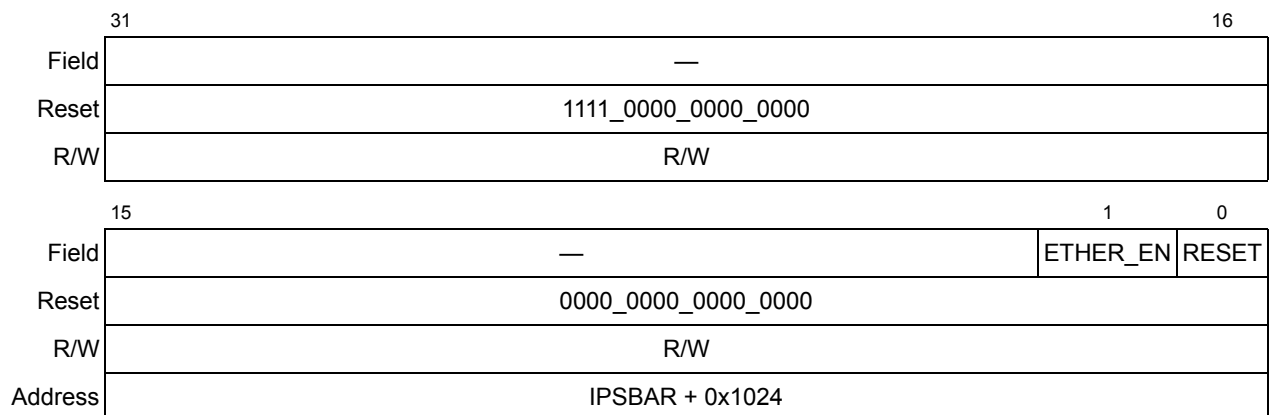 31 16
Field —
Reset 1111_0000_0000_0000
R/W R/W
15 1 0
Field — ETHER_EN RESET
Reset 0000_0000_0000_0000
R/W R/W
Address IPSBAR + 0x1024